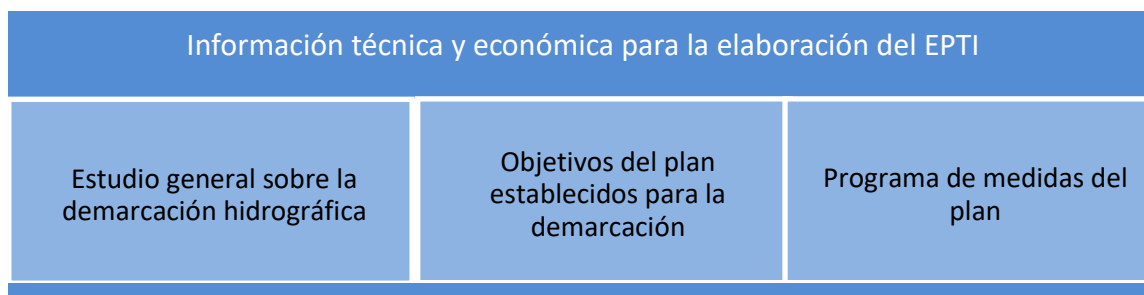 Información técnica y económica para la elaboración del EPTI
Estudio general sobre la
demarcación hidrográfica
Objetivos del plan
establecidos para la
demarcación
Programa de medidas del
plan